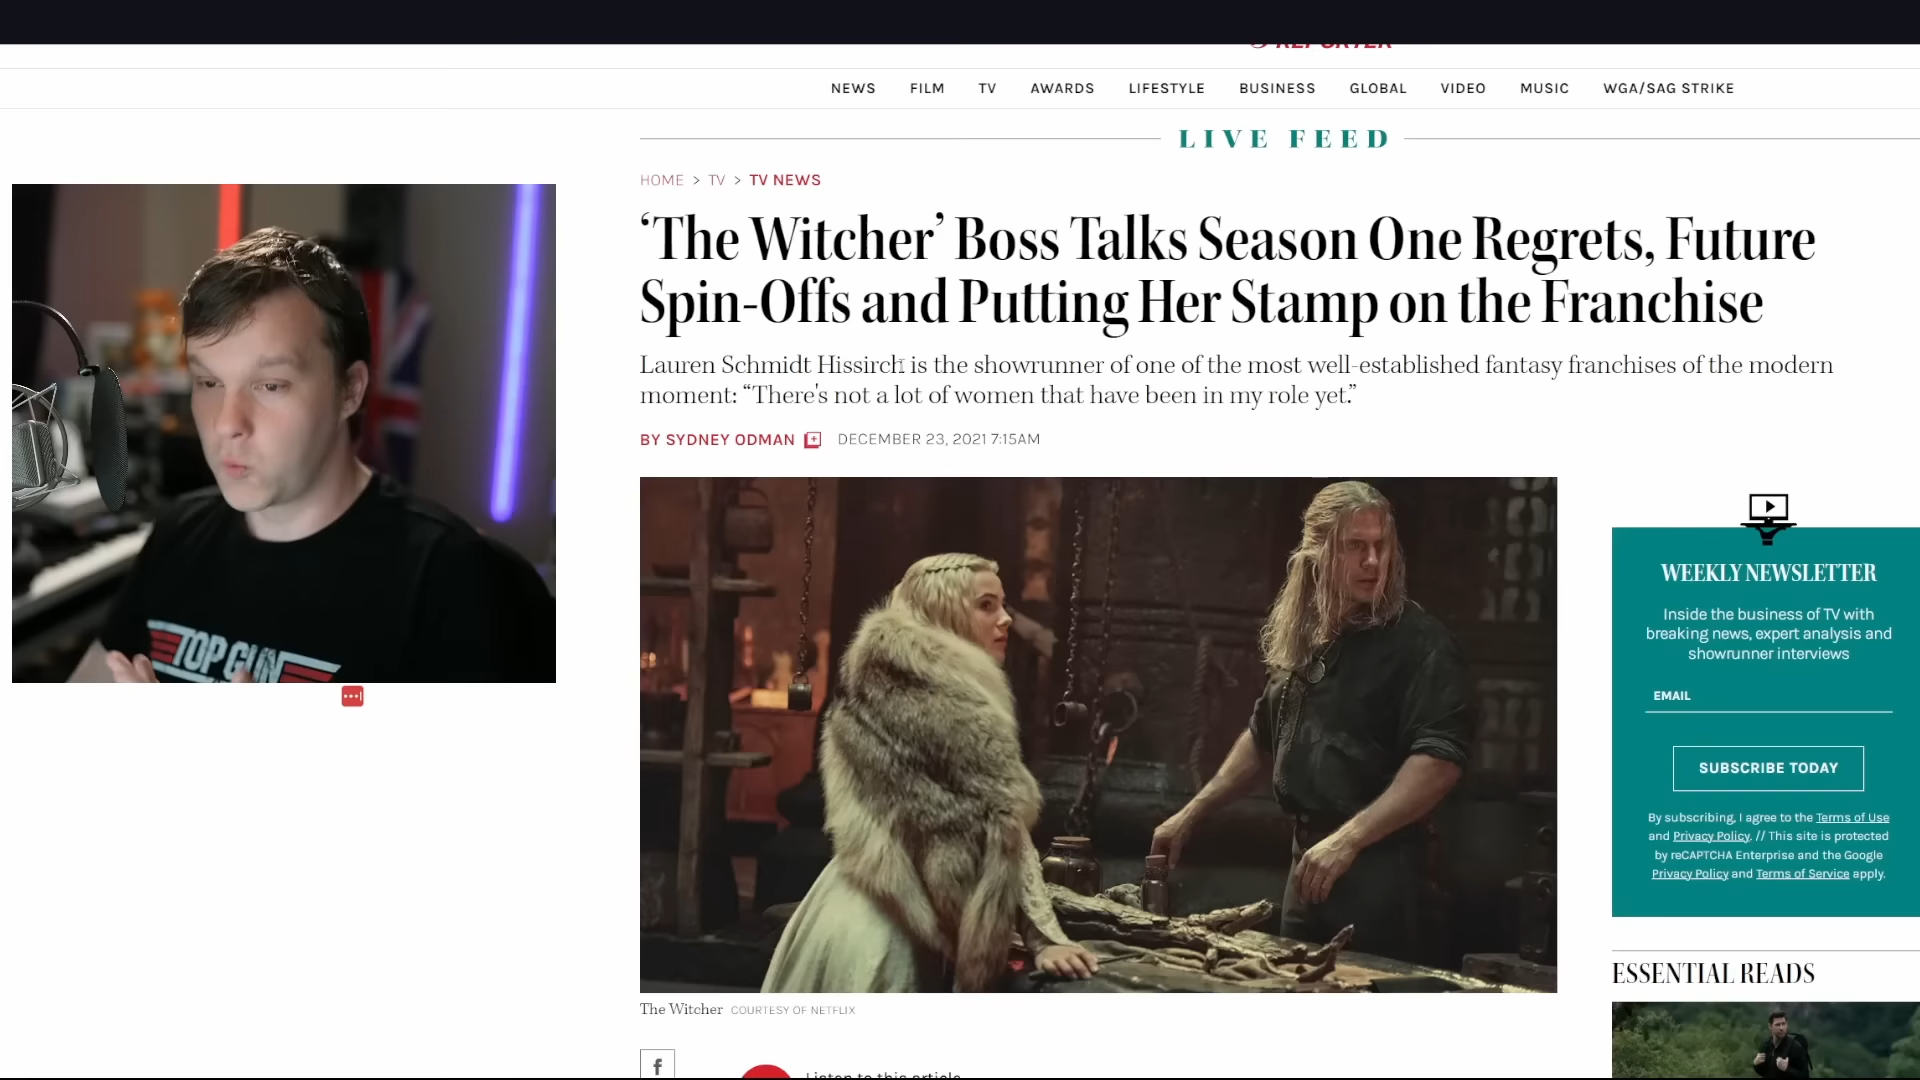 REPORTER
NEWS FILM TV AWARDS LIFESTYLE BUSINESS GLOBAL VIDEO MUSIC WGA/SAG STRIKE
LIVE FEED
HOME > TV > TV NEWS
‘The Witcher’ Boss Talks Season One Regrets, Future
Spin-Offs and Putting Her Stamp on the Franchise
Lauren Schmidt Hissrich is the showrunner of one of the most well-established fantasy franchises of the modern
moment: “There's not a lot of women that have been in my role yet.”
BY SYDNEY ODMAN DECEMBER 23, 2021 7:15AM
TOP GUN
WEEKLY NEWSLETTER
Inside the business of TV with
breaking news, expert analysis and
showrunner interviews
EMAIL
SUBSCRIBE TODAY
By subscribing, I agree to the Terms of Use
and Privacy Policy. // This site is protected
by reCAPTCHA Enterprise and the Google
Privacy Policy and Terms of Service apply.
ESSENTIAL READS
The Witcher COURTESY OF NETFLIX
f
Listen to this article